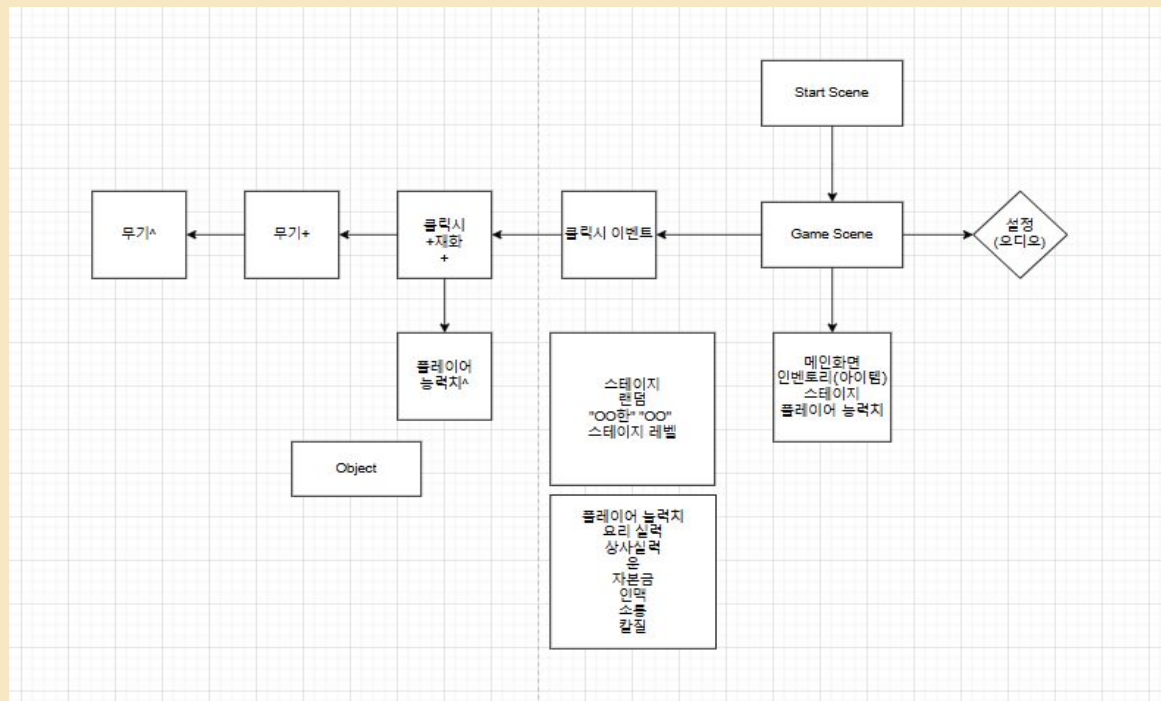 Start Scene
무기^
무기+
클릭시
+재화
+
클릭시 이벤트
Game Scene
설정
(오디오)
플레이어
능력치^
스테이지
랜덤
"OO한" "OO"
스테이지 레벨
메인화면
인벤토리(아이템)
스테이지
플레이어 능력치
Object
플레이어 능력치
요리 실력
상사실력
운
자본금
인맥
소통
칼질